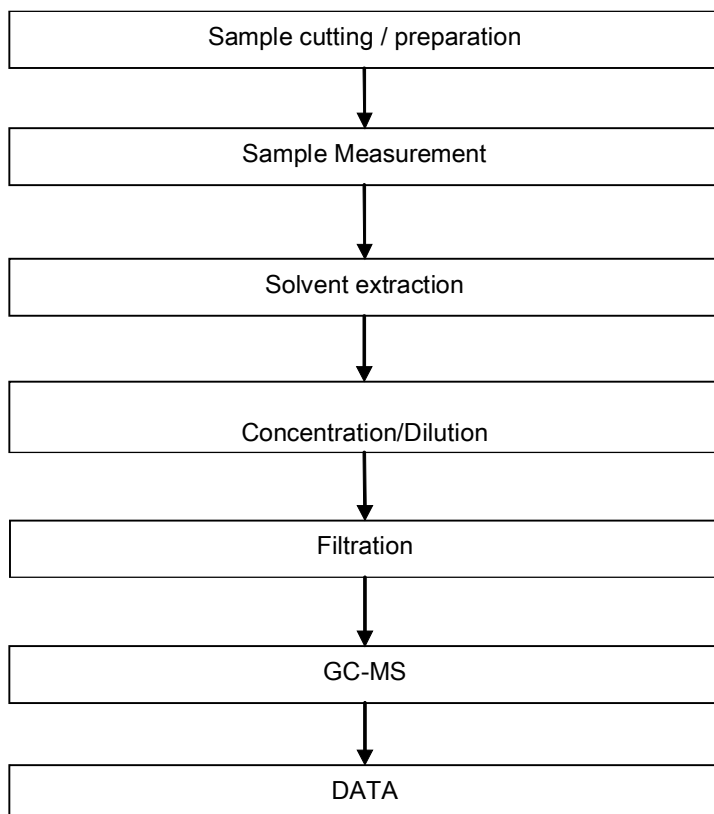 Sample cutting / preparation
Sample Measurement
Solvent extraction
Concentration/Dilution
Filtration
GC-MS
DATA